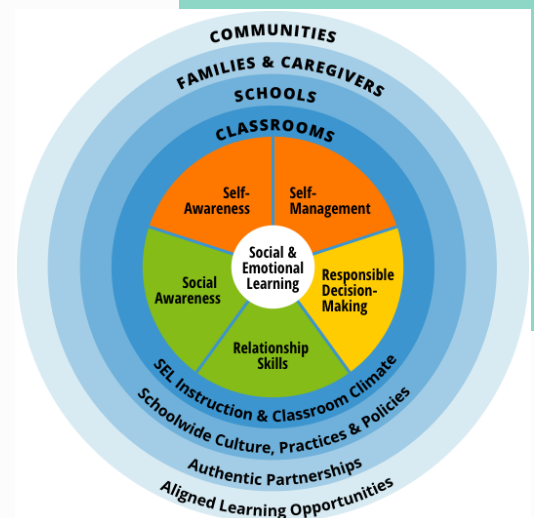 COMMUNITIES
FAMILIES & CAREGIVERS
SCHOOLS
CLASSROOMS
Self-
Awareness
Self-
Management
Social &
Emotional
Learning
Social
Awareness
Responsible
Decision-
Making
Relationship
Skills
SEL Instruction & Classroom Climate
Schoolwide Culture, Practices & Policies
Authentic Partnerships
Aligned Learning Opportunities